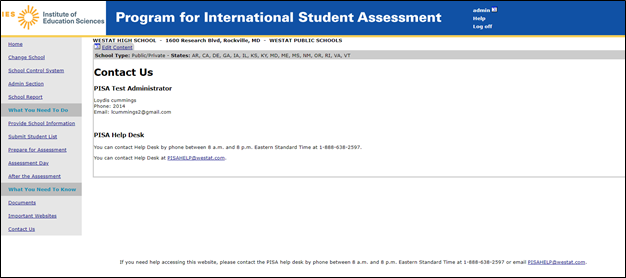 IES Institute of
Education Sciences
Program for International Student Assessment
admin
Help
Log off
Home
Change School
School Control System
Admin Section
School Report
What You Need To Do
Provide School Information
Submit Student List
Prepare for Assessment
Assessment Day
After the Assessment
What You Need To Know
Documents
Important Websites
Contact Us
WESTAT HIGH SCHOOL - 1600 Research Blvd, Rockville, MD - WESTAT PUBLIC SCHOOLS
Edit Content
School Type: Public/Private - States: AR, CA, DE, GA, IA, IL, KS, KY, MD, ME, MS, NM, OR, RI, VA, VT
Contact Us
PISA Test Administrator
Loydis cummings
Phone: 2014
Email: lcummings2@gmail.com
PISA Help Desk
You can contact Help Desk by phone between 8 a.m. and 8 p.m. Eastern Standard Time at 1-888-638-2597.
You can contact Help Desk at PISAHELP@westat.com.
If you need help accessing this website, please contact the PISA help desk by phone between 8 a.m. and 8 p.m. Eastern Standard Time at 1-888-638-2597 or email PISAHELP@westat.com.